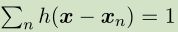 ∑ₙ h(𝒙 − 𝒙ₙ) = 1